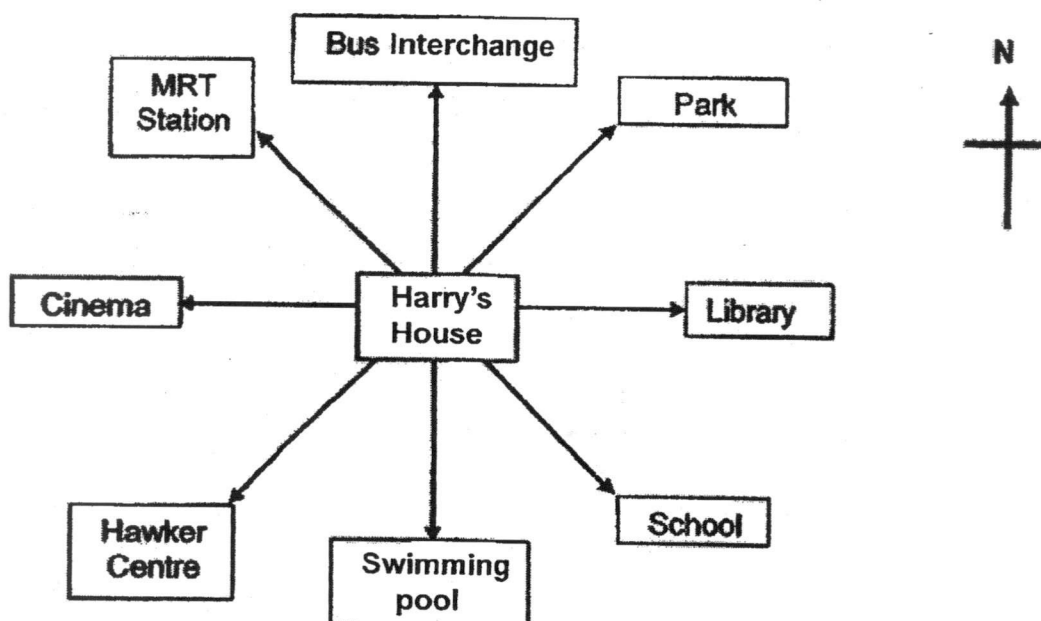 Bus Interchange
N
MRT
Station
Park
Cinema
Harry's
House
Library
Hawker
Centre
Swimming
pool
School